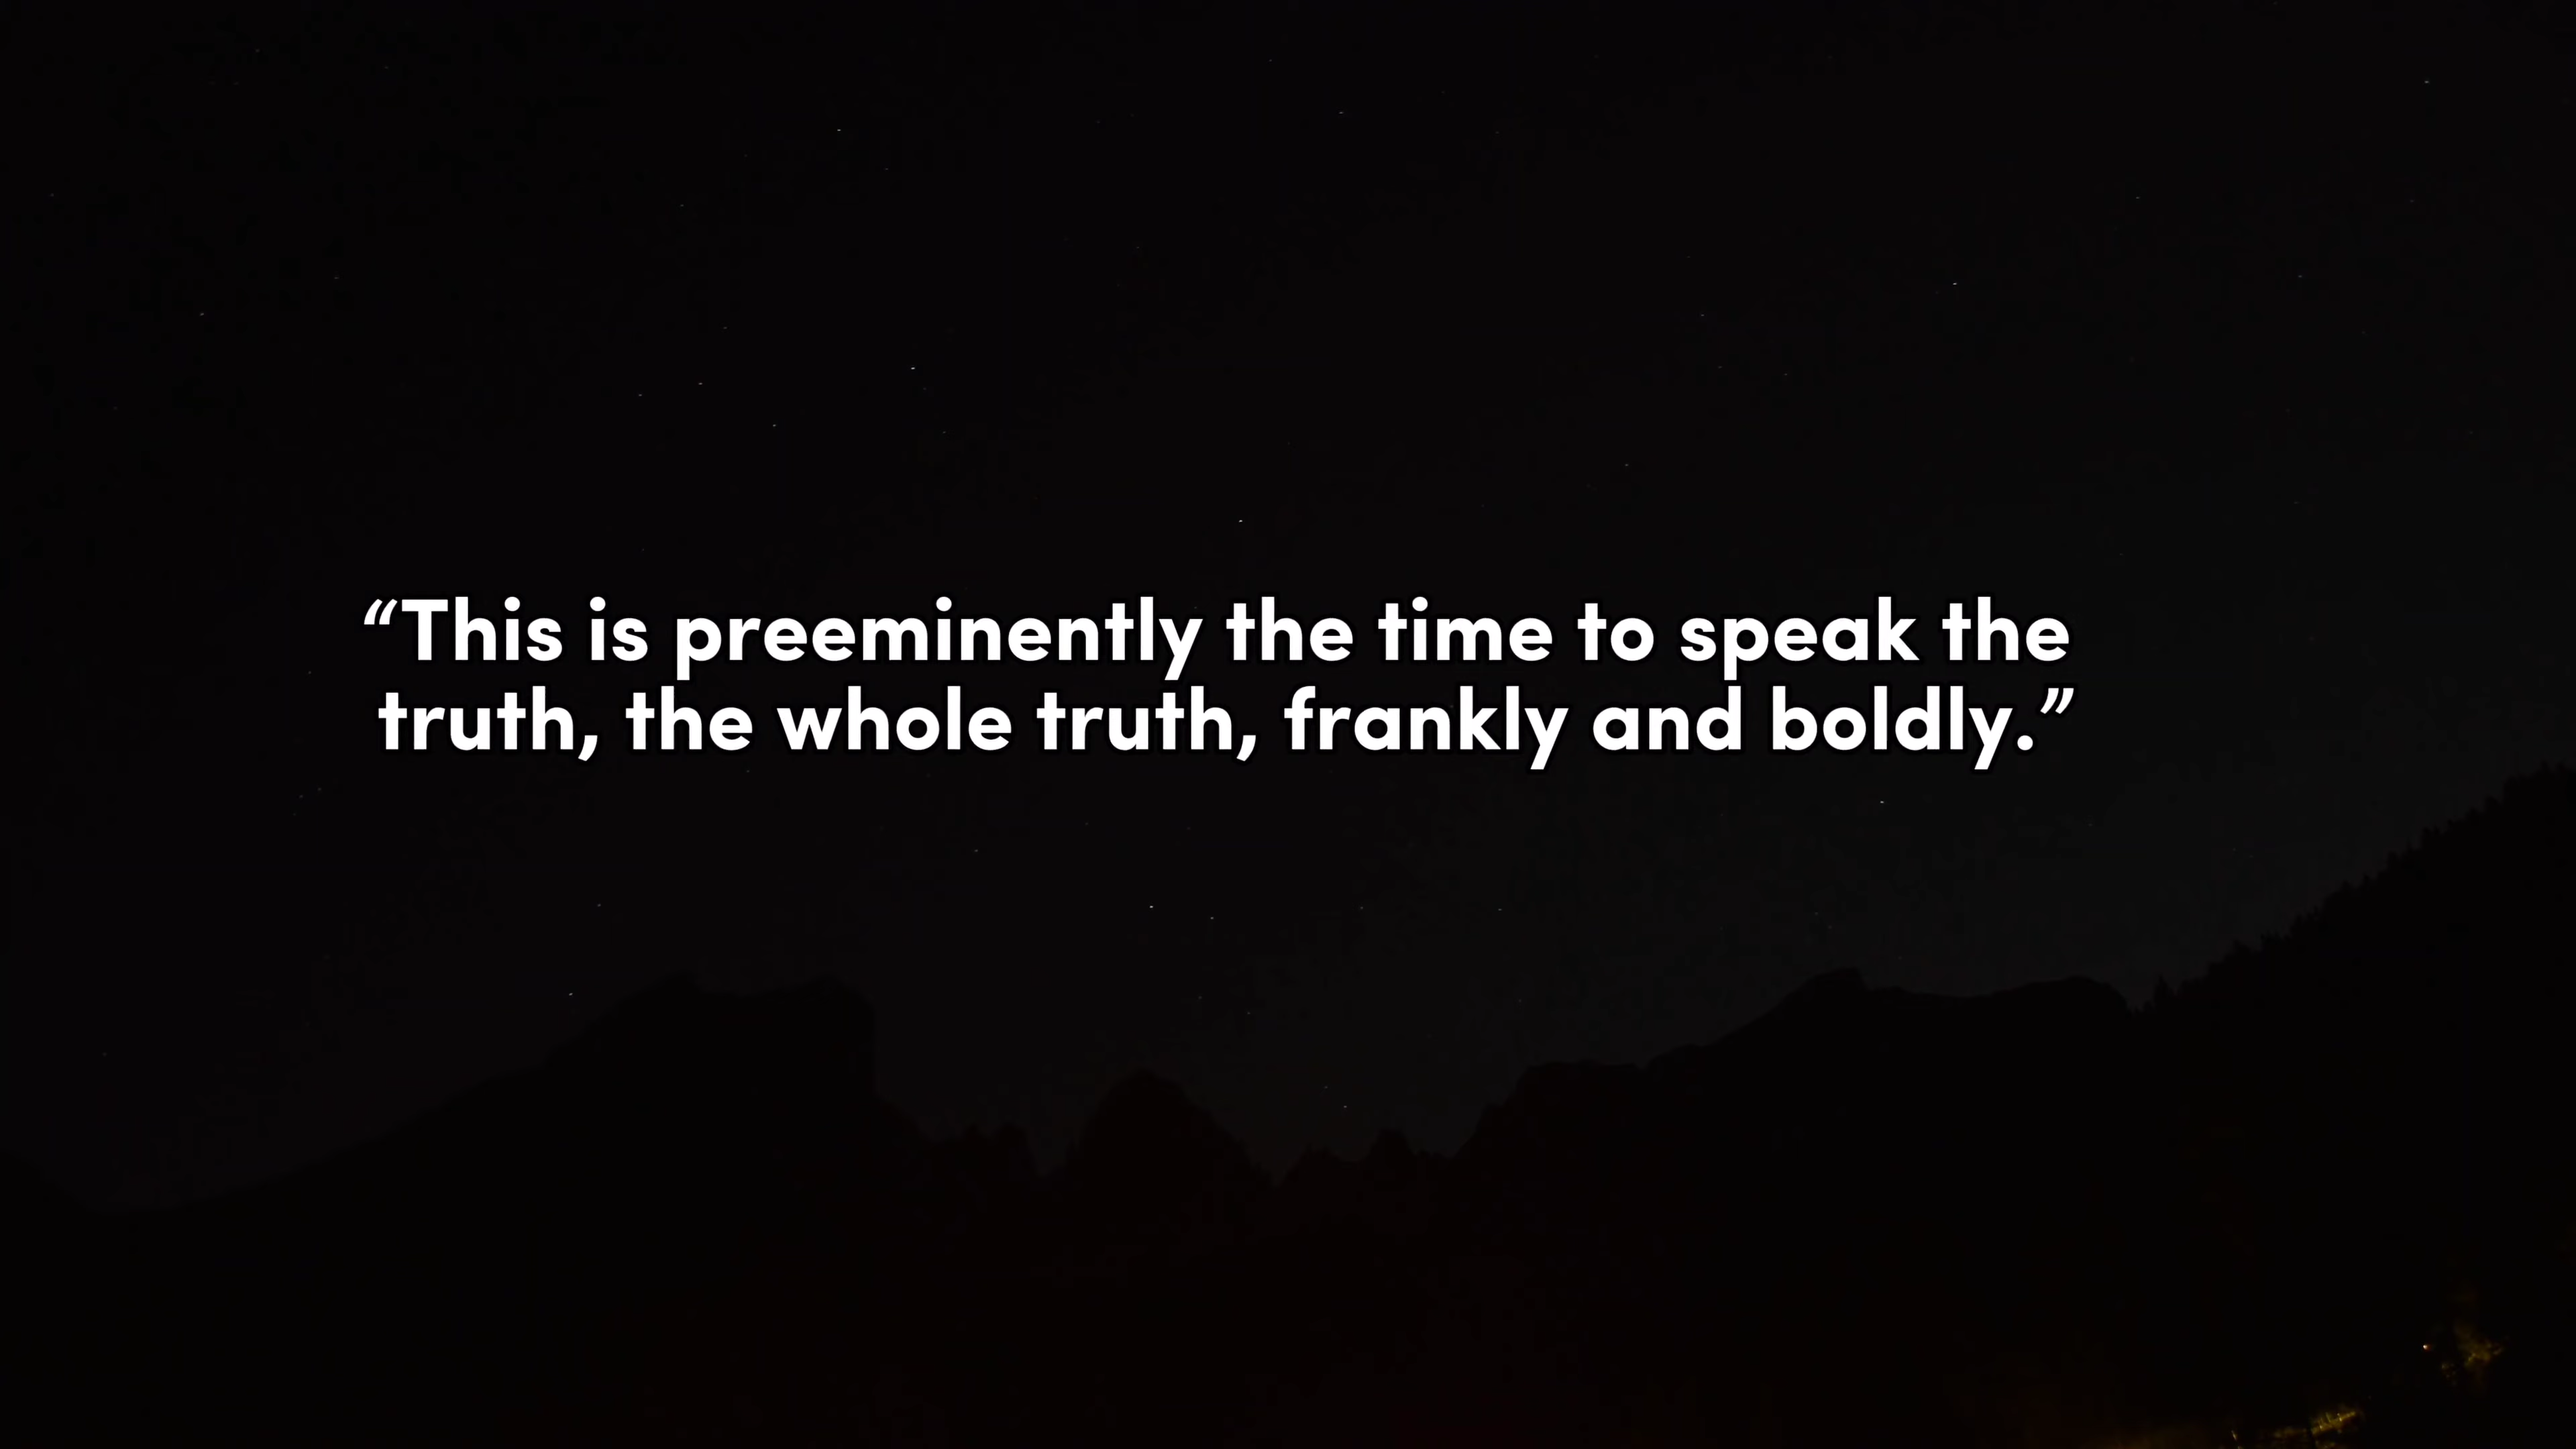 “This is preeminently the time to speak the
truth, the whole truth, frankly and boldly.”